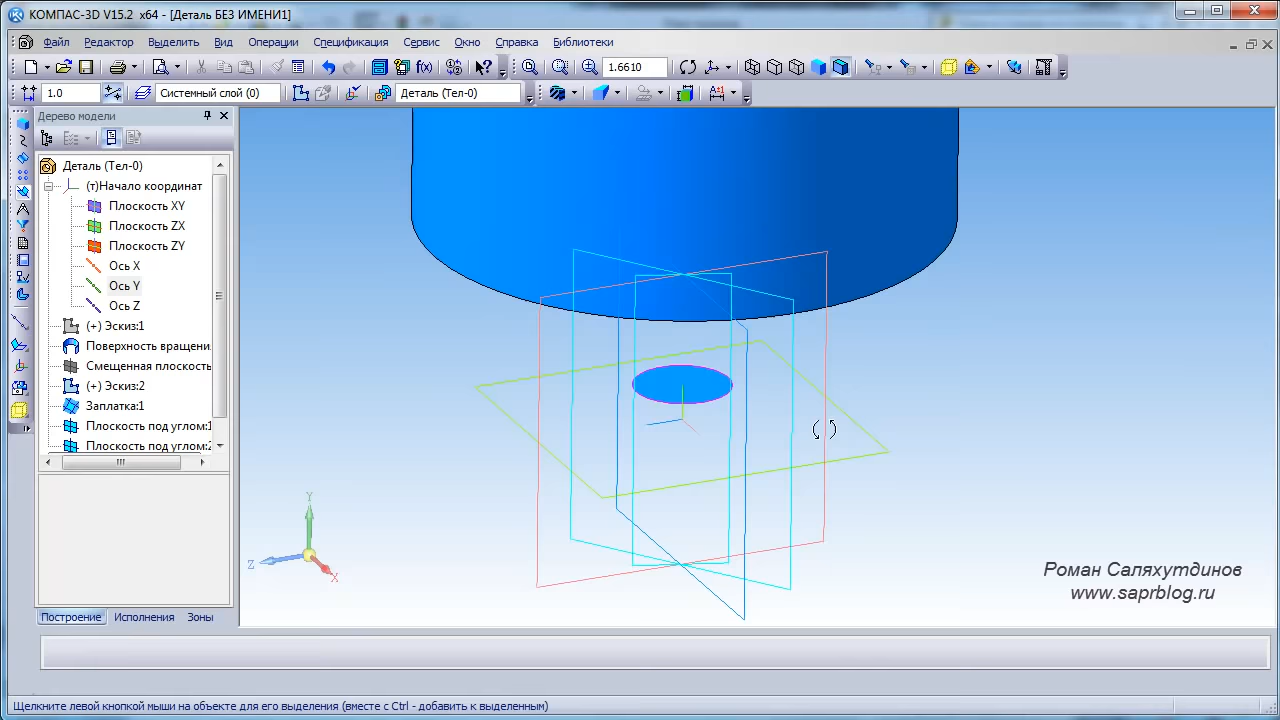 КОМПАС-3D V15.2 x64 - [Деталь БЕЗ ИМЕНИ1]
Файл Редактор Выделить Вид Операции Спецификация Сервис Окно Справка Библиотеки
f(x) 1.6610
1.0 Системный слой (0) Деталь (Тел-0)
Дерево модели
Деталь (Тел-0)
(т)Начало координат
Плоскость XY
Плоскость ZX
Плоскость ZY
Ось X
Ось Y
Ось Z
(+) Эскиз:1
Поверхность вращени
Смещенная плоскость
(+) Эскиз:2
Заплатка:1
Плоскость под углом:1
Плоскость под углом:2
Y
Z
X
Роман Саляхутдинов
www.saprblog.ru
Построение Исполнения Зоны
Щелкните левой кнопкой мыши на объекте для его выделения (вместе с Ctrl - добавить к выделенным)